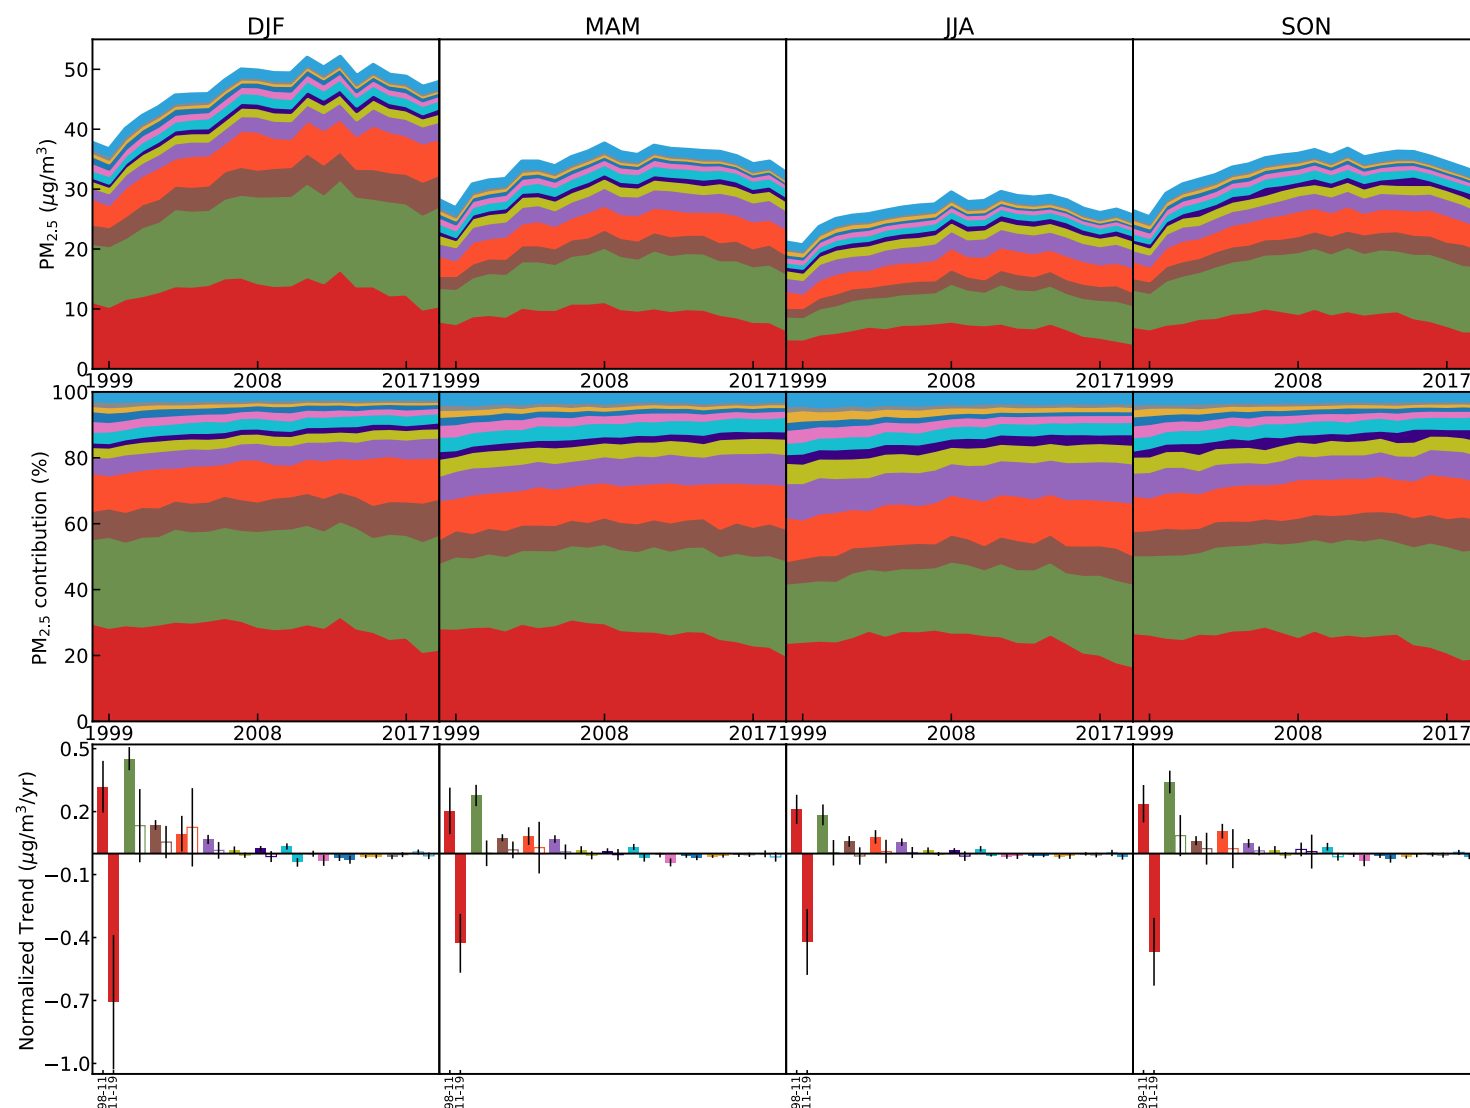 DJF MAM JJA SON
PM2.5 (μg/m³)
50
40
30
20
10
0
1999 2008 2017 1999 2008 2017 1999 2008 2017 1999 2008 2017
PM2.5 contribution (%)
100
80
60
40
20
0
1999 2008 2017 1999 2008 2017 1999 2008 2017 1999 2008 2017
Normalized Trend (μg/m³/yr)
0.5
0.2
−0.1
−0.4
−0.7
−1.0
98-11 98-11 98-11 98-11
11-19 11-19 11-19 11-19